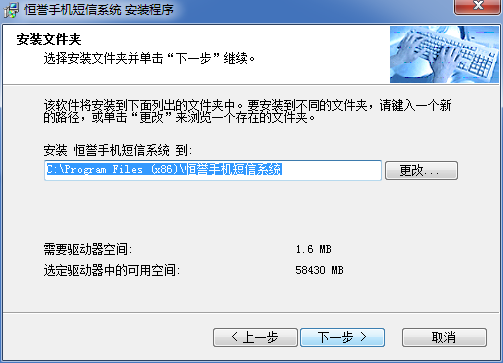 恒誉手机短信系统 安装程序
安装文件夹
选择安装文件夹并单击“下一步”继续。
该软件将安装到下面列出的文件夹中。要安装到不同的文件夹，请键入一个新
的路径，或单击“更改”来浏览一个存在的文件夹。
安装 恒誉手机短信系统 到:
C:\Program Files (x86)\恒誉手机短信系统
更改...
需要驱动器空间: 1.6 MB
选定驱动器中的可用空间: 58430 MB
< 上一步 下一步 > 取消